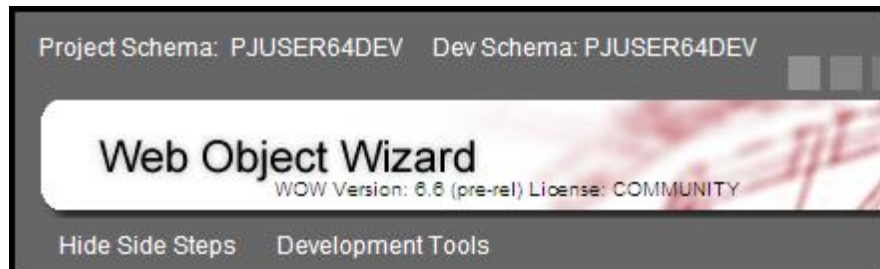 Project Schema: PJUSER64DEV Dev Schema: PJUSER64DEV
Web Object Wizard
WOW Version: 6.6 (pre-rel) License: COMMUNITY
Hide Side Steps Development Tools